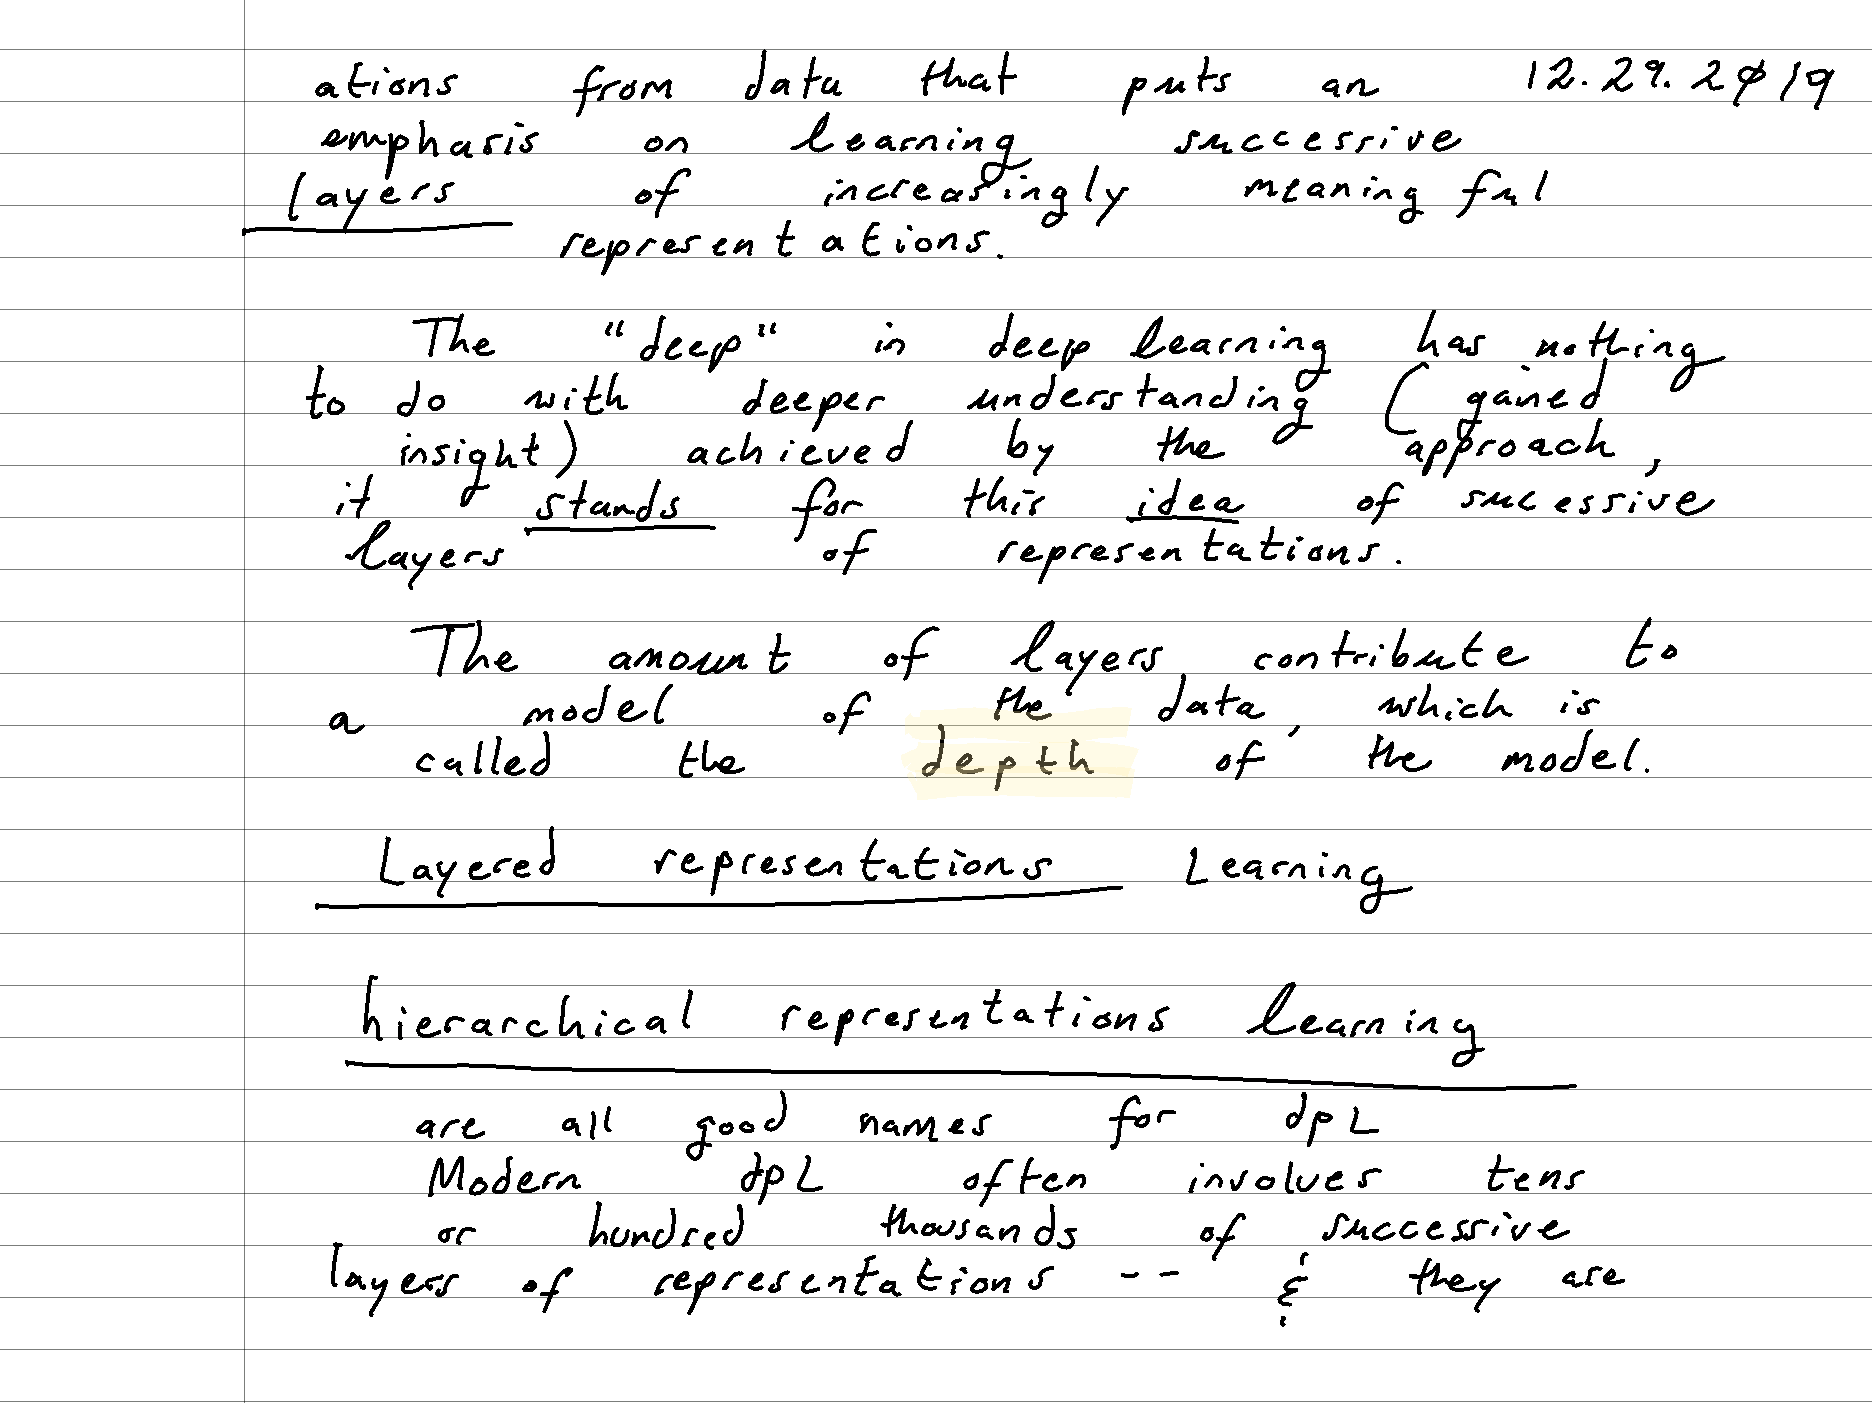 ations from data that puts an 12.29.2019
emphasis on learning successive
layers of increasingly meaningful
representations.
The "deep" in deep learning has nothing
to do with deeper understanding (gained
insight) achieved by the approach,
it stands for this idea of sucessive
layers of representations.
The amount of layers contribute to
a model of the data, which is
called the depth of the model.
Layered representations Learning
hierarchical representations learning
are all good names for dpL
Modern dpL often involves tens
or hundred thousands of successive
layers of representations -- & they are